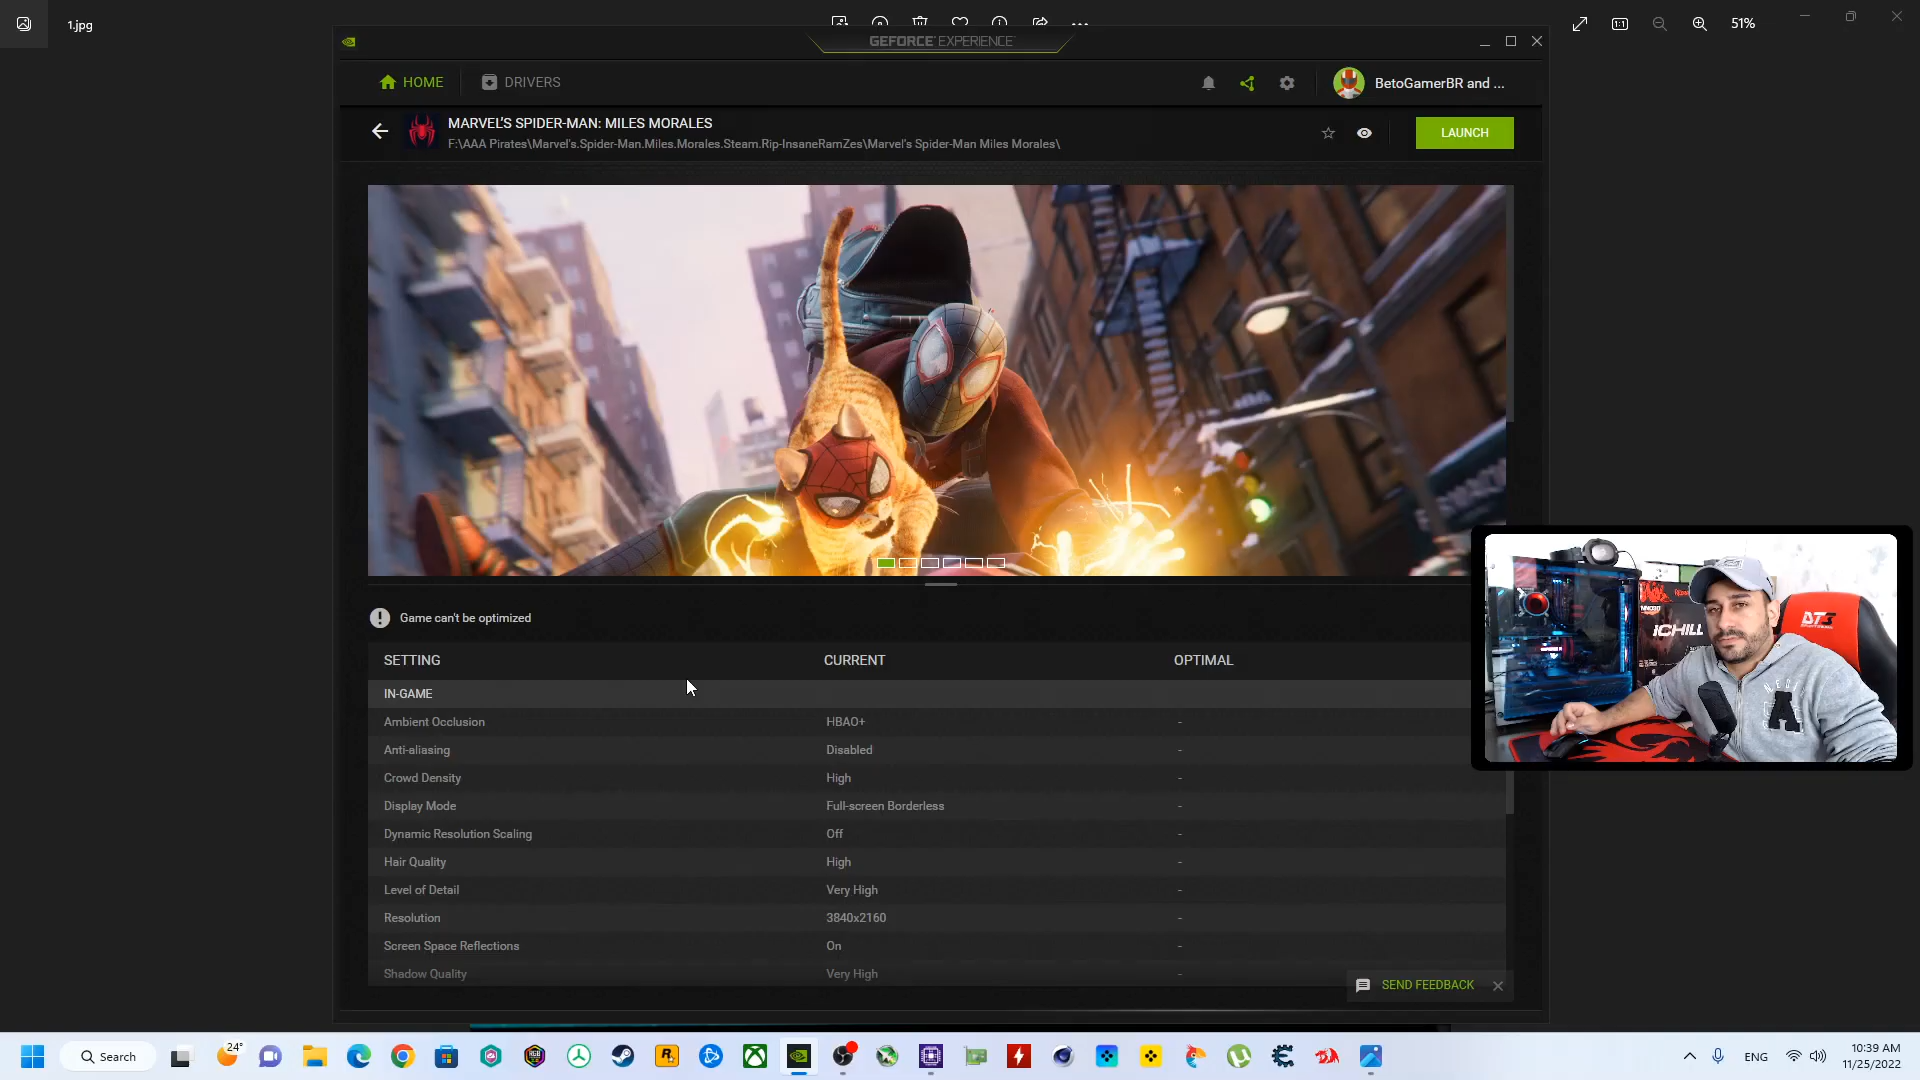 1.jpg
51%
GEFORCE EXPERIENCE
HOME
DRIVERS
BetoGamerBR and ...
MARVEL'S SPIDER-MAN: MILES MORALES
F:\AAA Pirates\Marvel's.Spider-Man.Miles.Morales.Steam.Rip-InsaneRamZes\Marvel's Spider-Man Miles Morales\
LAUNCH
Game can't be optimized
SETTING CURRENT OPTIMAL
IN-GAME
Ambient Occlusion HBAO+ -
Anti-aliasing Disabled -
Crowd Density High -
Display Mode Full-screen Borderless -
Dynamic Resolution Scaling Off -
Hair Quality High -
Level of Detail Very High -
Resolution 3840x2160 -
Screen Space Reflections On -
Shadow Quality Very High -
SEND FEEDBACK
iCHILL
DT3
A
Search
24°
ENG
10:39 AM
11/25/2022